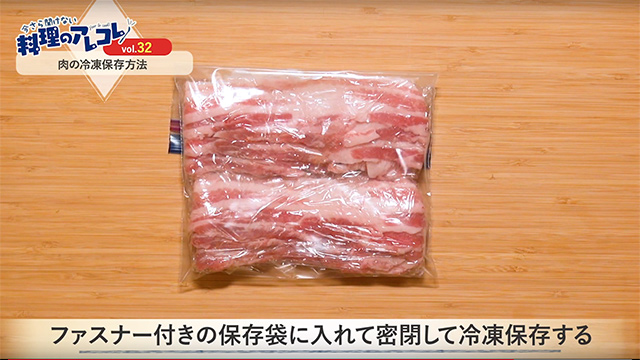 今さら聞けない
料理のアレコレ
vol.32
肉の冷凍保存方法
ファスナー付きの保存袋に入れて密閉して冷凍保存する